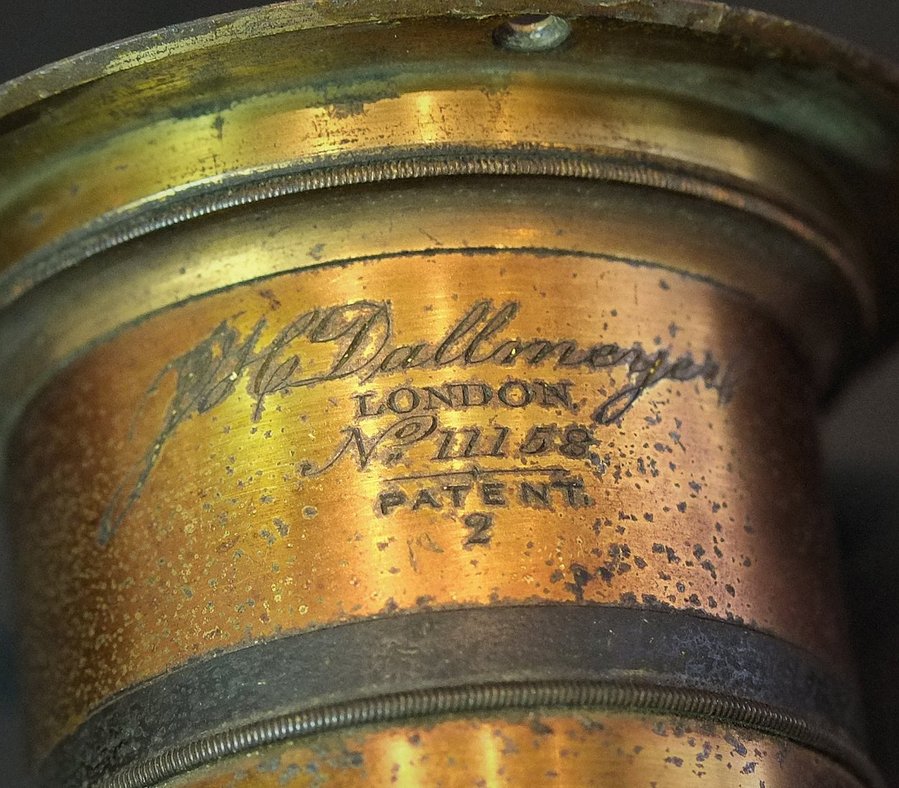 J H Dallmeyer
LONDON.
No. 11158
PATENT.
2